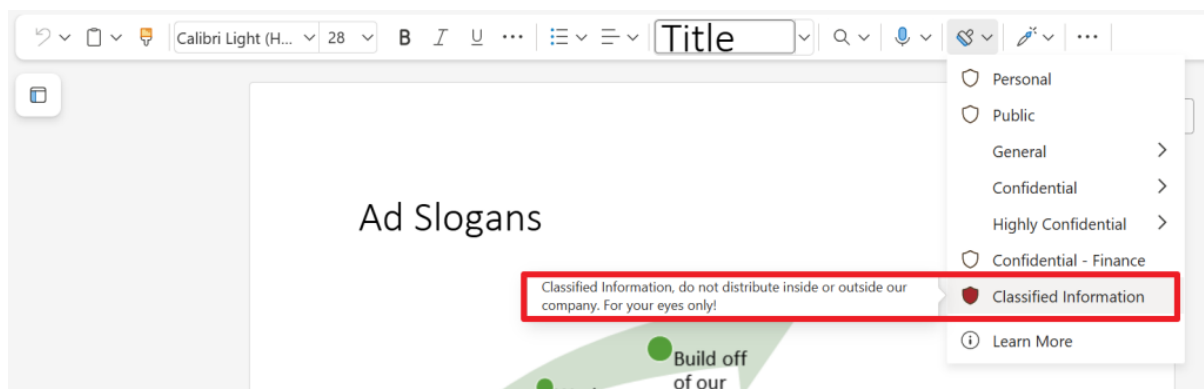 Calibri Light (H... 28 B I U ... Title ...
Personal
Public
General
Confidential
Ad Slogans
Highly Confidential
Confidential - Finance
Classified Information, do not distribute inside or outside our
company. For your eyes only!
Classified Information
Learn More
Build off
of our